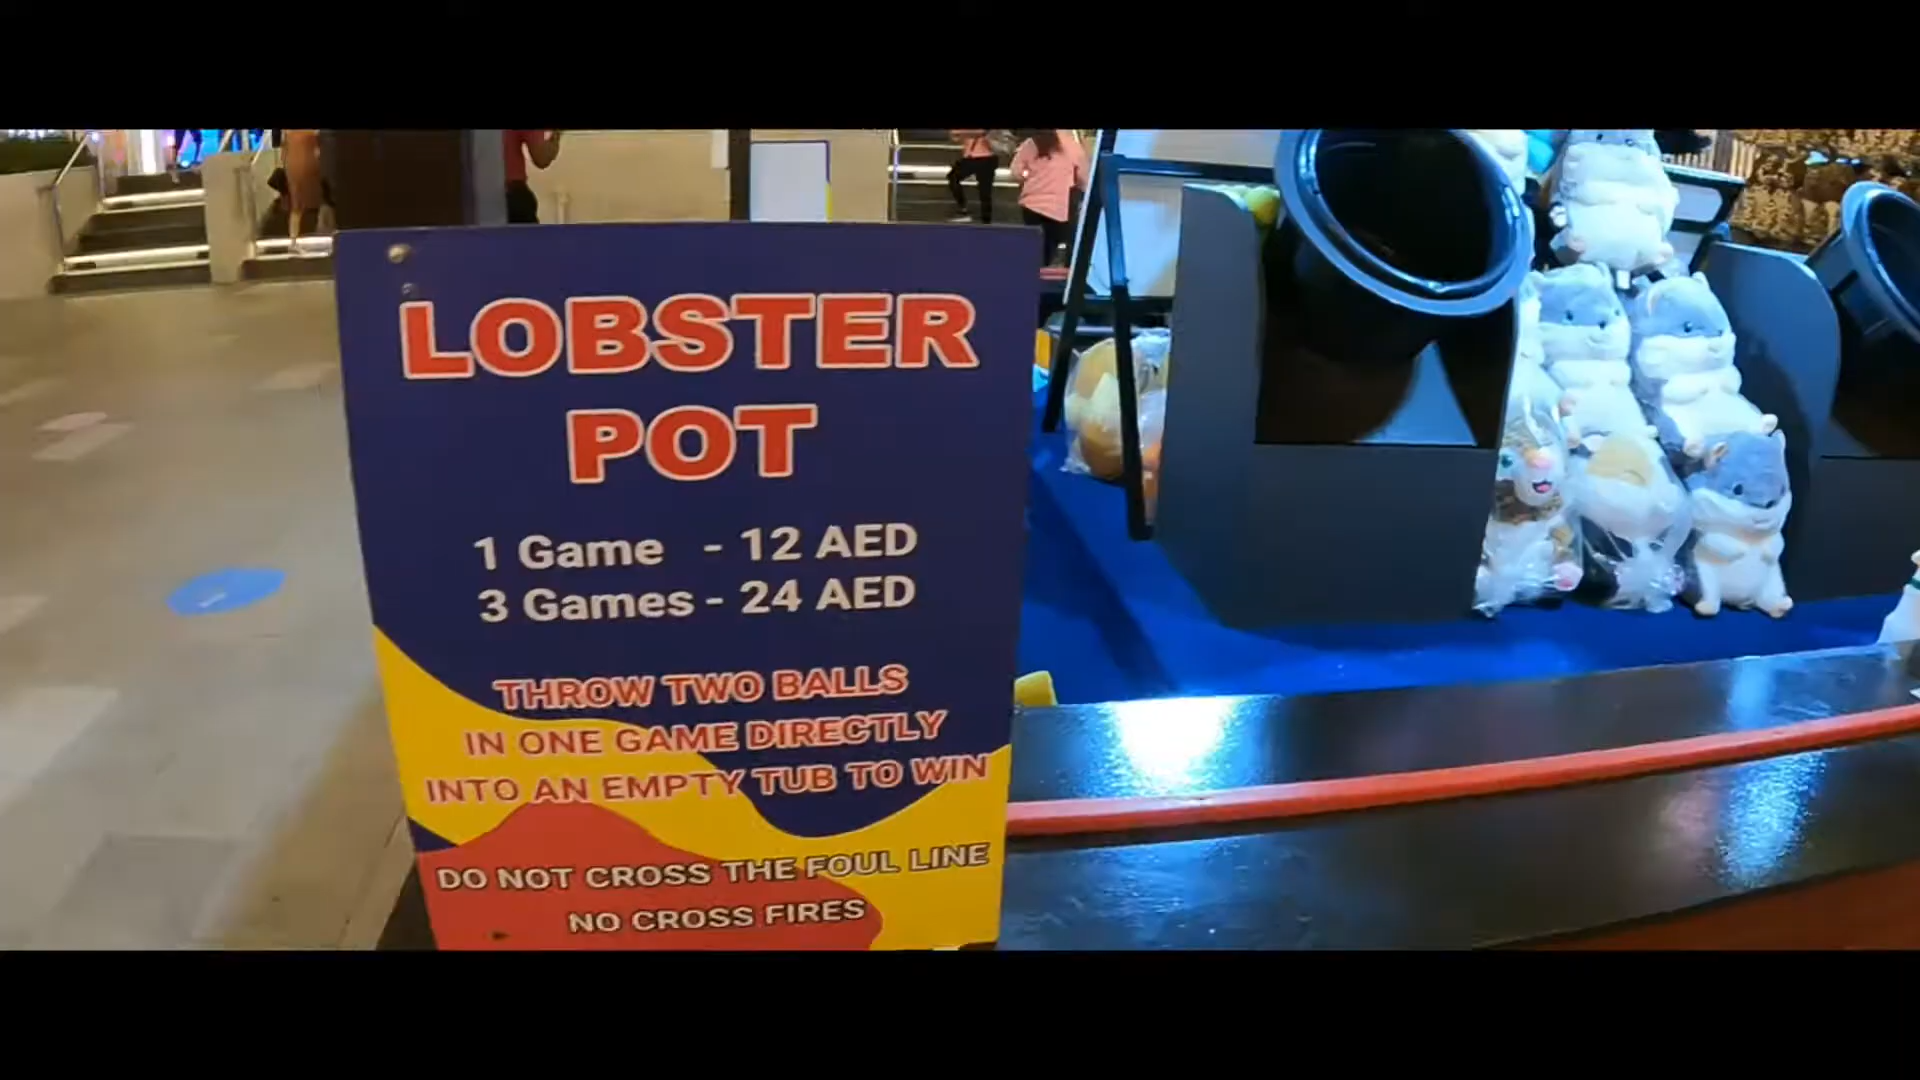 LOBSTER
POT
1 Game - 12 AED
3 Games - 24 AED
THROW TWO BALLS
IN ONE GAME DIRECTLY
INTO AN EMPTY TUB TO WIN
DO NOT CROSS THE FOUL LINE
NO CROSS FIRES